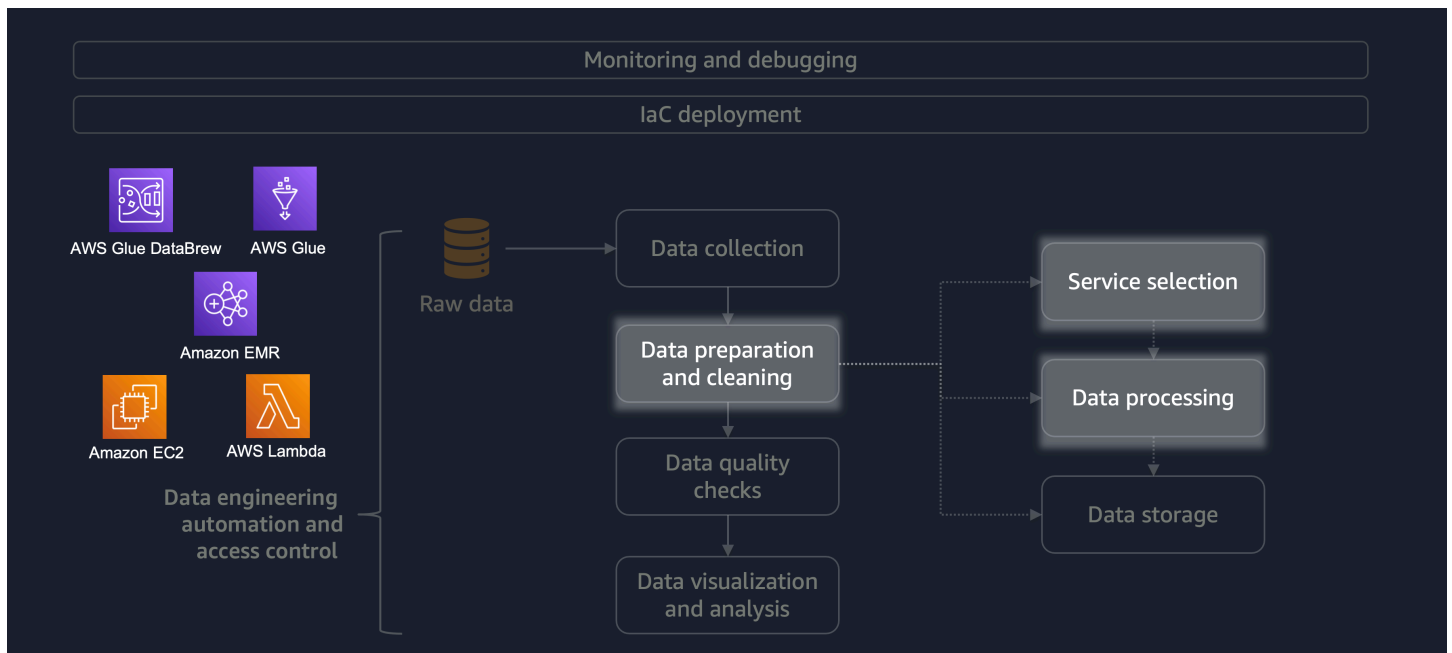 Monitoring and debugging
IaC deployment
AWS Glue DataBrew
AWS Glue
Amazon EMR
Amazon EC2
AWS Lambda
Data engineering
automation and
access control
Raw data
Data collection
Data preparation
and cleaning
Data quality
checks
Data visualization
and analysis
Service selection
Data processing
Data storage